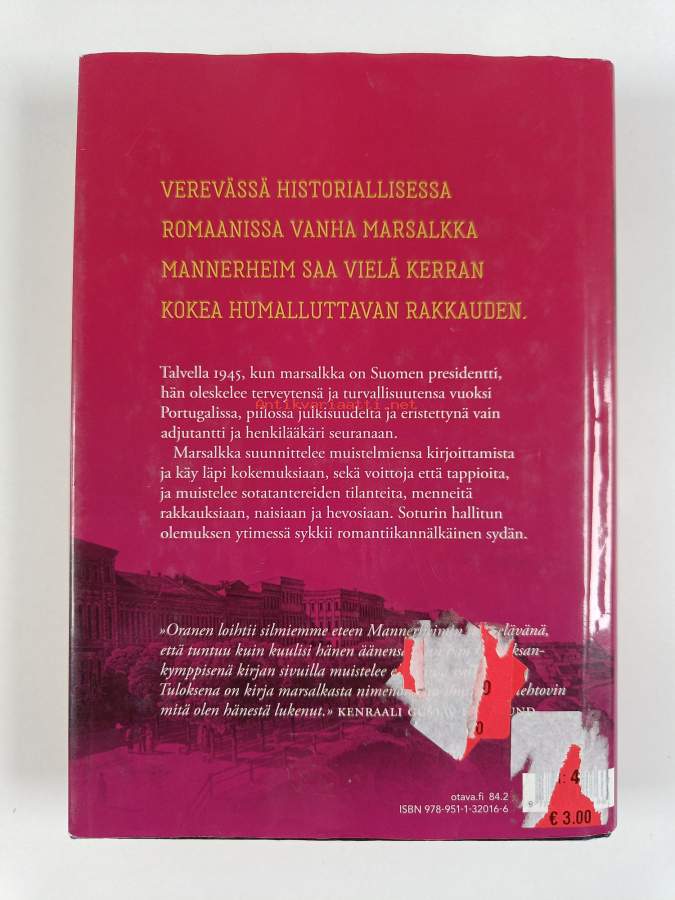 VEREVÄSSÄ HISTORIALLISESSA
ROMAANISSA VANHA MARSALKKA
MANNERHEIM SAA VIELÄ KERRAN
KOKEA HUMALLUTTAVAN RAKKAUDEN.
Talvella 1945, kun marsalkka on Suomen presidentti,
hän oleskelee terveytensä ja turvallisuutensa vuoksi
Portugalissa, piilossa julkisuudelta ja eristettynä vain
Antikvariaatti.net
adjutantti ja henkilääkäri seuranaan.
Marsalkka suunnittelee muistelmiensa kirjoittamista
ja käy läpi kokemuksiaan, sekä voittoja että tappioita,
ja muistelee sotatantereiden tilanteita, menneitä
rakkauksiaan, naisiaan ja hevosiaan. Soturin hallitun
olemuksen ytimessä sykkii romantiikannälkäinen sydän.
»Oranen loihtii silmiemme eteen Mannerheimin elävänä,
että tuntuu kuin kuulisi hänen äänensä
kymppisenä kirjan sivuilla muistelee
Tuloksena on kirja marsalkasta
mitä olen hänestä lukenut.» KENRAALI
otava.fi 84.2
ISBN 978-951-1-32016-6
: 4
€ 3.00